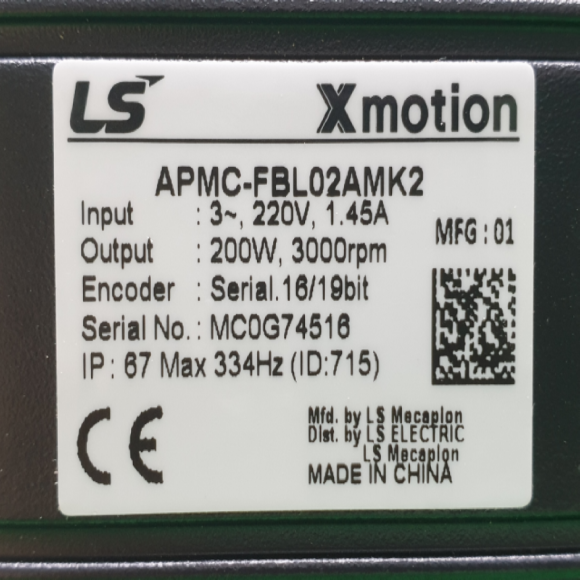 LS Xmotion
APMC-FBL02AMK2
Input : 3~, 220V, 1.45A
Output : 200W, 3000rpm
MFG : 01
Encoder : Serial.16/19bit
Serial No. : MC0G74516
IP : 67 Max 334Hz (ID:715)
CE
Mfd. by LS Mecapion
Dist. by LS ELECTRIC
LS Mecapion
MADE IN CHINA